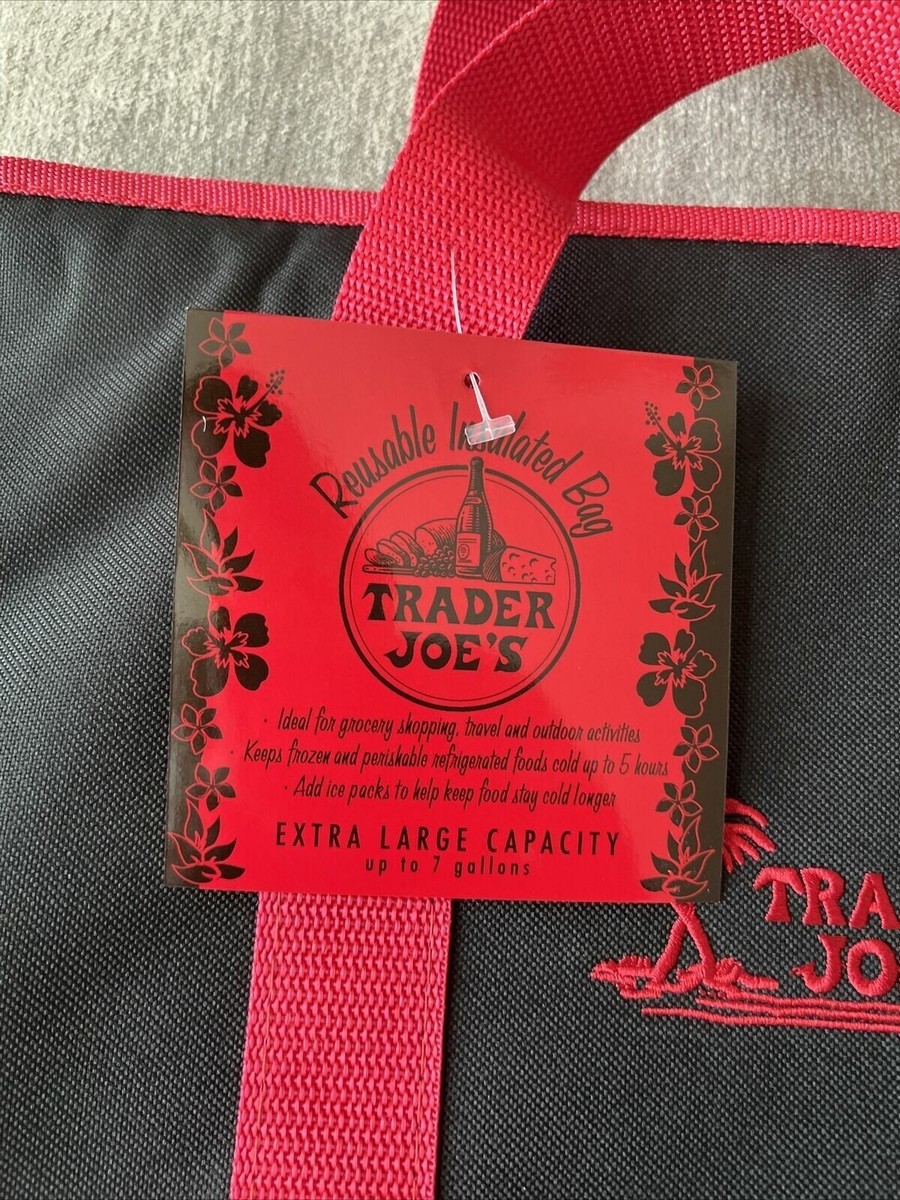 Reusable Insulated Bag
TRADER
JOE'S
· Ideal for grocery shopping, travel and outdoor activities
· Keeps frozen and perishable refrigerated foods cold up to 5 hours
· Add ice packs to help keep food stay cold longer
EXTRA LARGE CAPACITY
up to 7 gallons
TRA
JO